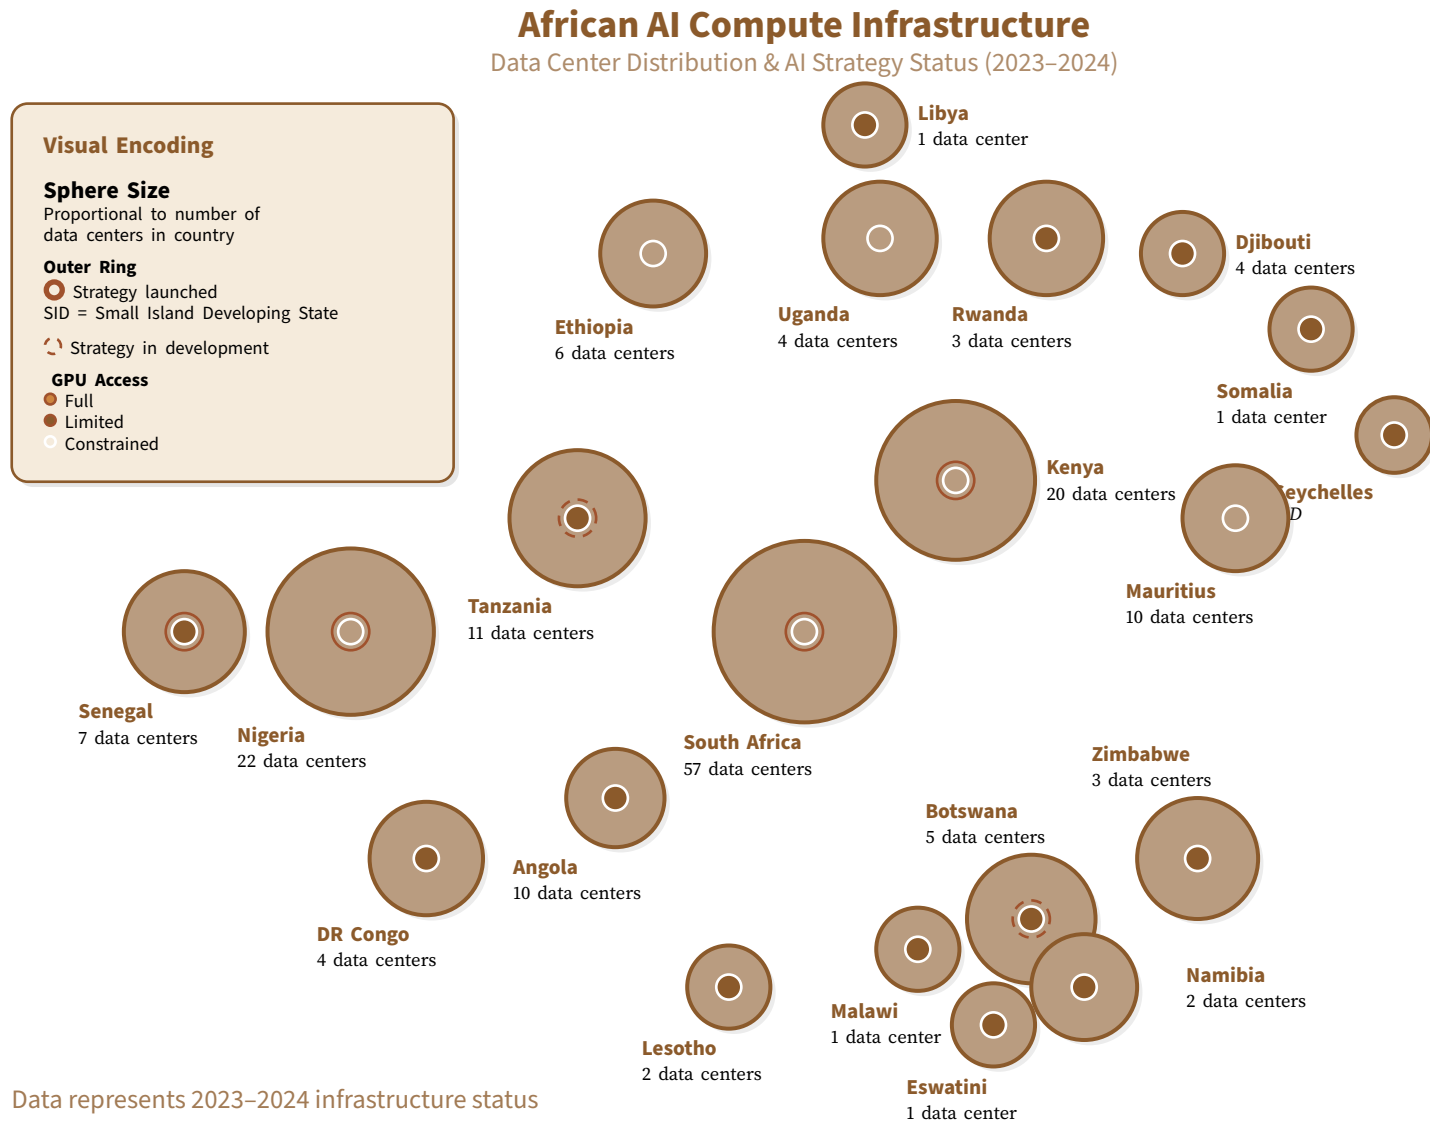 African AI Compute Infrastructure
Data Center Distribution & AI Strategy Status (2023–2024)
Visual Encoding
Sphere Size
Proportional to number of
data centers in country
Outer Ring
Strategy launched
SID = Small Island Developing State
Strategy in development
GPU Access
Full
Limited
Constrained
Libya
1 data center
Ethiopia
6 data centers
Uganda
4 data centers
Rwanda
3 data centers
Djibouti
4 data centers
Somalia
1 data center
Kenya
20 data centers
eychelles
D
Mauritius
10 data centers
Tanzania
11 data centers
Senegal
7 data centers
Nigeria
22 data centers
South Africa
57 data centers
Zimbabwe
3 data centers
Botswana
5 data centers
Angola
10 data centers
DR Congo
4 data centers
Namibia
2 data centers
Malawi
1 data center
Lesotho
2 data centers
Eswatini
1 data center
Data represents 2023–2024 infrastructure status